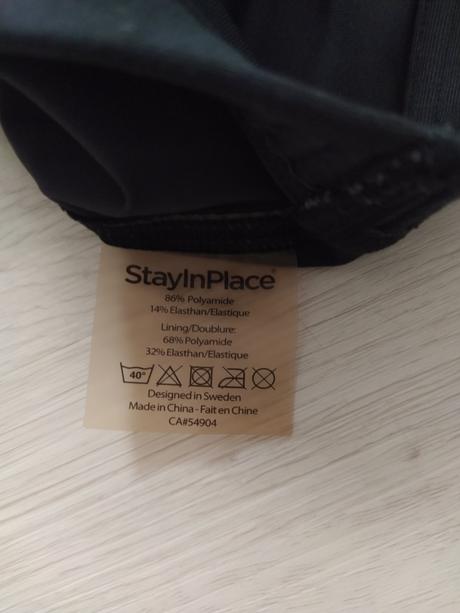 StayInPlace®
86% Polyamide
14% Elasthan/Elastique
Lining/Doublure:
68% Polyamide
32% Elasthan/Elastique
40°
Designed in Sweden
Made in China - Fait en Chine
CA#54904